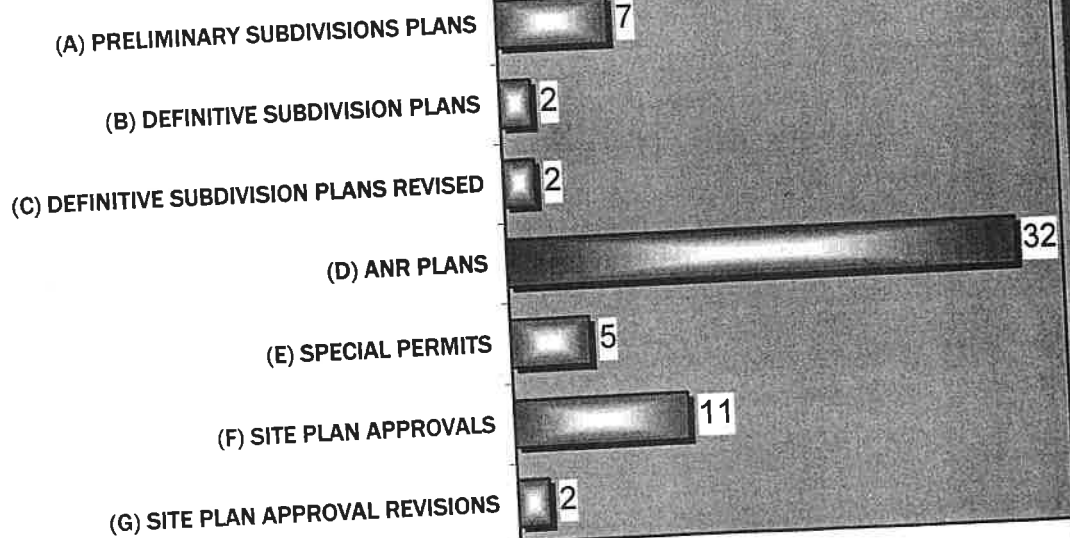 (A) PRELIMINARY SUBDIVISIONS PLANS 7
(B) DEFINITIVE SUBDIVISION PLANS 2
(C) DEFINITIVE SUBDIVISION PLANS REVISED 2
(D) ANR PLANS 32
(E) SPECIAL PERMITS 5
(F) SITE PLAN APPROVALS 11
(G) SITE PLAN APPROVAL REVISIONS 2